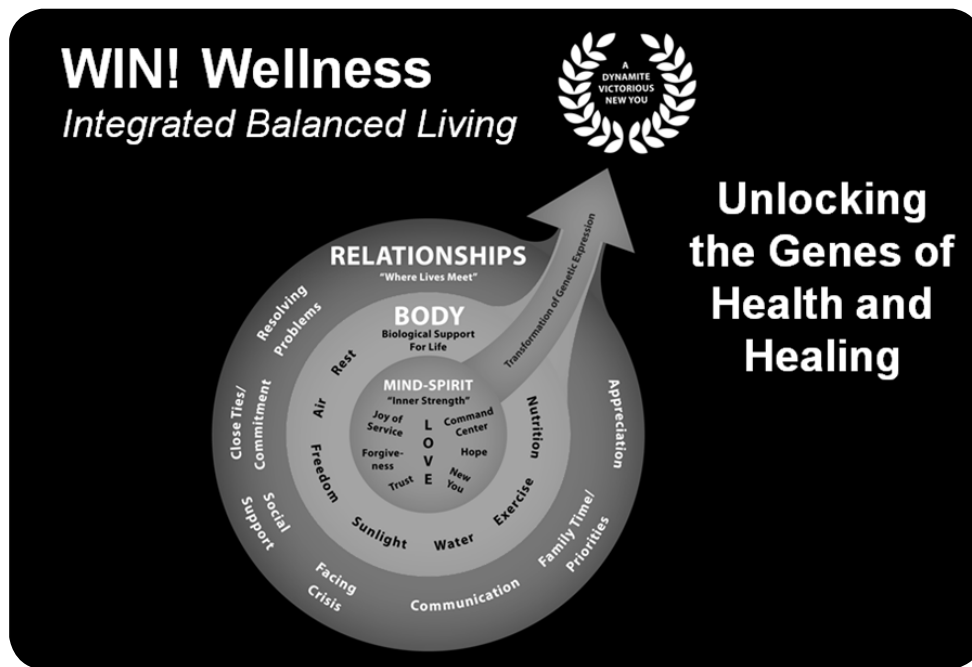 WIN! Wellness
Integrated Balanced Living
A
DYNAMITE
VICTORIOUS
NEW YOU
Unlocking
the Genes of
Health and
Healing
Transformation of Genetic Expression
RELATIONSHIPS
"Where Lives Meet"
Resolving
Problems
Close Ties/
Commitment
Social
Support
Facing
Crisis
Communication
Family Time/
Priorities
Appreciation
BODY
Biological Support
For Life
Rest
Air
Freedom
Sunlight
Water
Exercise
Nutrition
MIND-SPIRIT
"Inner Strength"
Joy of
Service
Forgive-
ness
Trust
LOVE
Command
Center
Hope
New
You